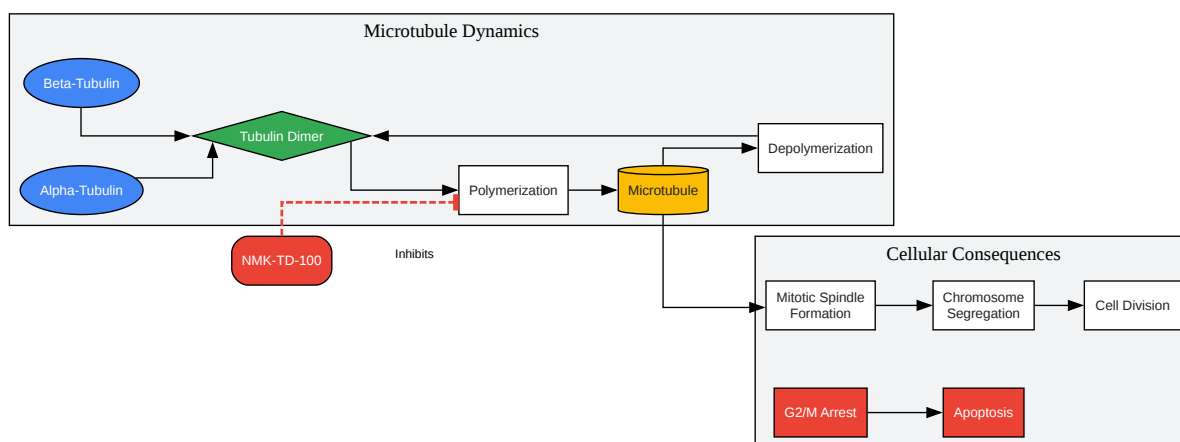 Microtubule Dynamics
Beta-Tubulin
Tubulin Dimer
Depolymerization
Alpha-Tubulin
Polymerization
Microtubule
NMK-TD-100
Inhibits
Cellular Consequences
Mitotic Spindle
Formation
Chromosome
Segregation
Cell Division
G2/M Arrest
Apoptosis